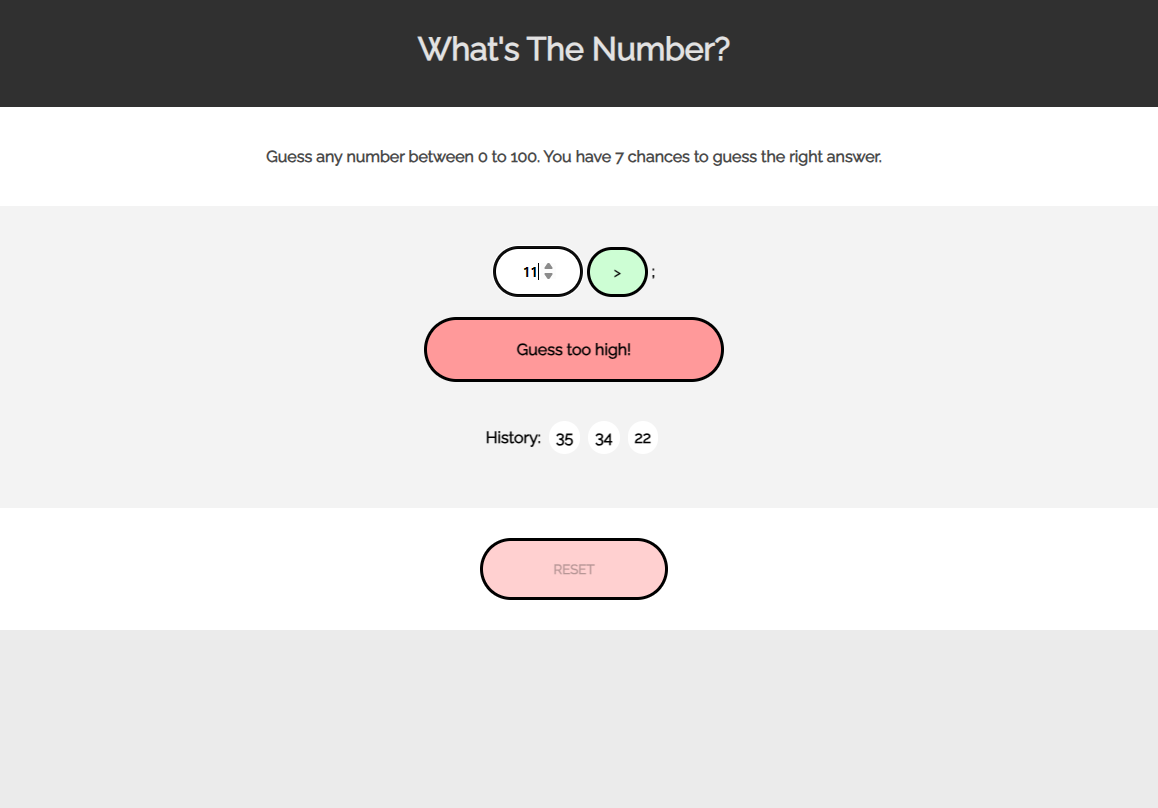 What's The Number?
Guess any number between 0 to 100. You have 7 chances to guess the right answer.
11 > ;
Guess too high!
History: 35 34 22
RESET